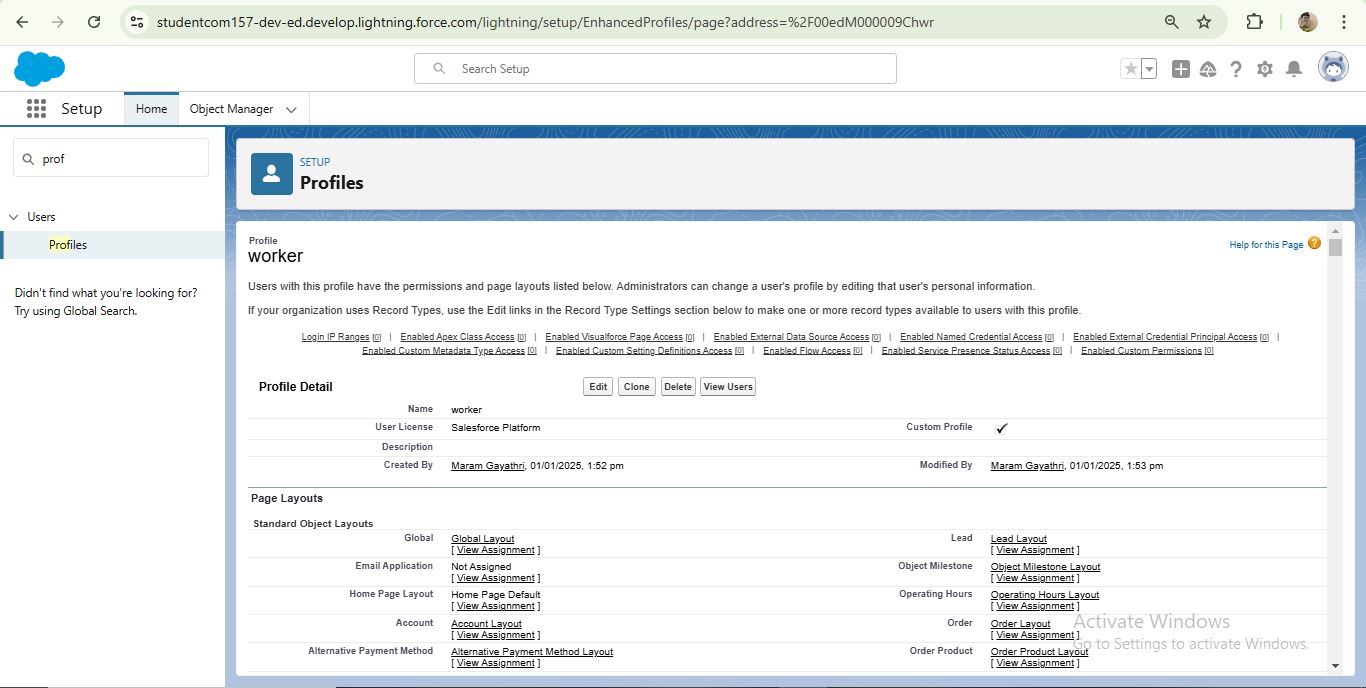 studentcom157-dev-ed.develop.lightning.force.com/lightning/setup/EnhancedProfiles/page?address=%2F00edM000009Chwr
Search Setup
Setup Home Object Manager
prof
Users
Profiles
Didn't find what you're looking for?
Try using Global Search.
SETUP
Profiles
Profile
worker
Help for this Page
Users with this profile have the permissions and page layouts listed below. Administrators can change a user's profile by editing that user's personal information.
If your organization uses Record Types, use the Edit links in the Record Type Settings section below to make one or more record types available to users with this profile.
Login IP Ranges [0] | Enabled Apex Class Access [0] | Enabled Visualforce Page Access [0] | Enabled External Data Source Access [0] | Enabled Named Credential Access [0] | Enabled External Credential Principal Access [0] |
Enabled Custom Metadata Type Access [0] | Enabled Custom Setting Definitions Access [0] | Enabled Flow Access [0] | Enabled Service Presence Status Access [0] | Enabled Custom Permissions [0]
Profile Detail Edit Clone Delete View Users
Name worker
User License Salesforce Platform Custom Profile ✓
Description
Created By Maram Gayathri, 01/01/2025, 1:52 pm Modified By Maram Gayathri, 01/01/2025, 1:53 pm
Page Layouts
Standard Object Layouts
Global Global Layout Lead Lead Layout
[ View Assignment ] [ View Assignment ]
Email Application Not Assigned Object Milestone Object Milestone Layout
[ View Assignment ] [ View Assignment ]
Home Page Layout Home Page Default Operating Hours Operating Hours Layout
[ View Assignment ] [ View Assignment ]
Account Account Layout Order Order Layout
[ View Assignment ] [ View Assignment ]
Alternative Payment Method Alternative Payment Method Layout Order Product Order Product Layout
[ View Assignment ] [ View Assignment ]
Activate Windows
Go to Settings to activate Windows.